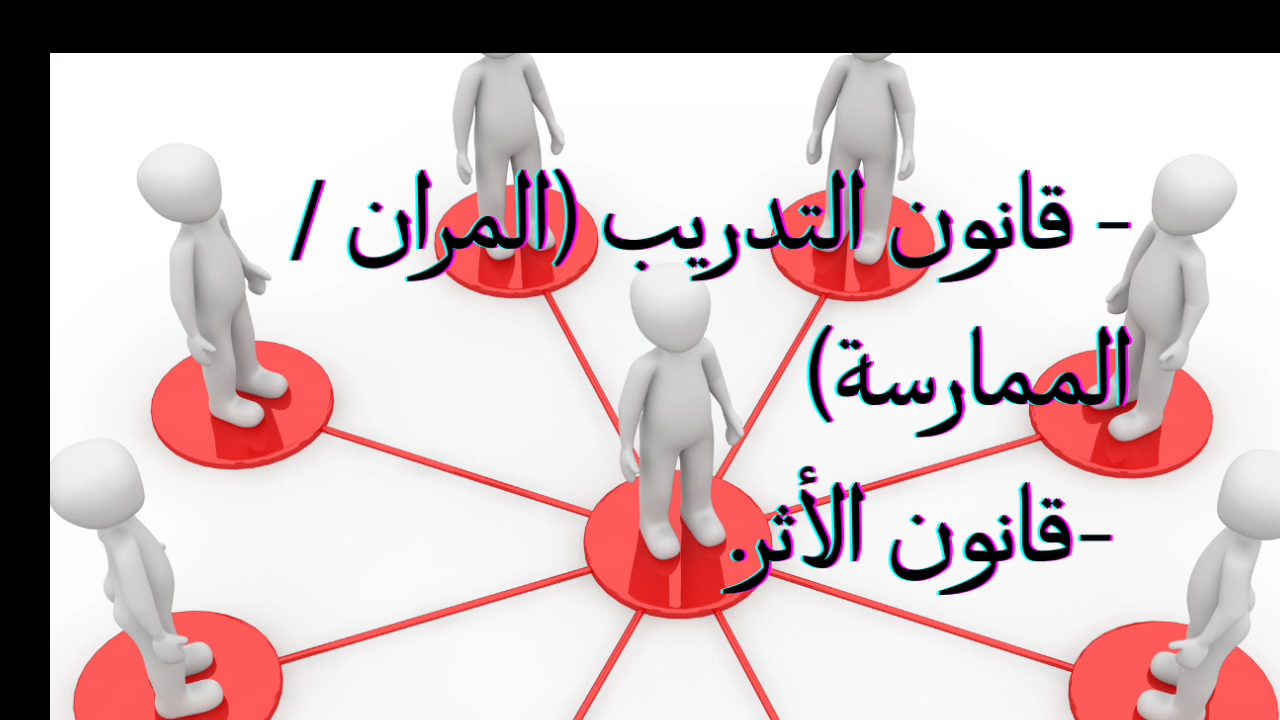 - قانون التدريب (المران /
الممارسة)
-قانون الأثر.